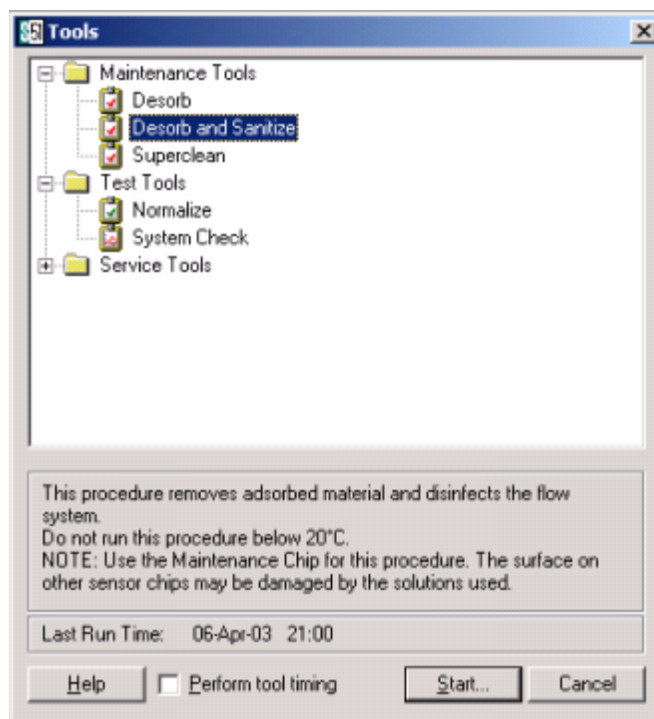 S51 Tools
Maintenance Tools
Desorb
Desorb and Sanitize
Superclean
Test Tools
Normalize
System Check
Service Tools
This procedure removes adsorbed material and disinfects the flow
system.
Do not run this procedure below 20°C.
NOTE: Use the Maintenance Chip for this procedure. The surface on
other sensor chips may be damaged by the solutions used.
Last Run Time: 06-Apr-03 21:00
Help Perform tool timing Start... Cancel